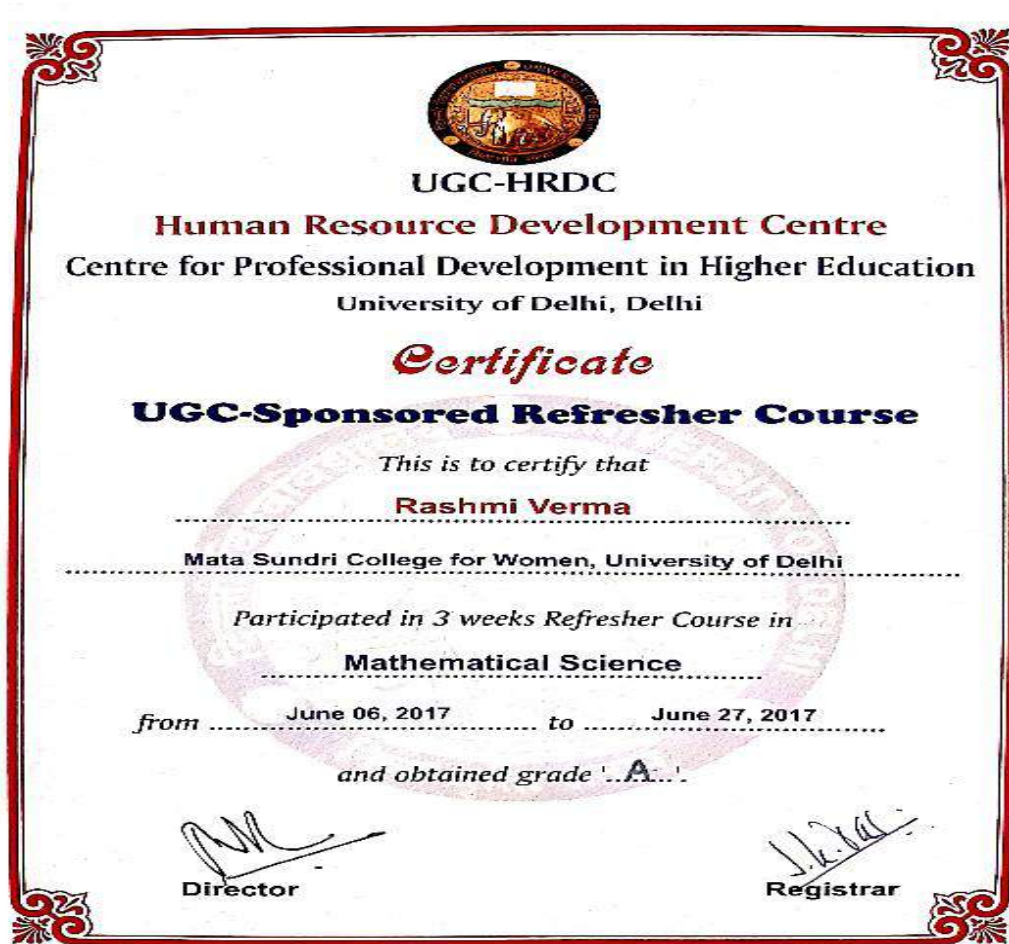 UGC-HRDC
Human Resource Development Centre
Centre for Professional Development in Higher Education
University of Delhi, Delhi
Certificate
UGC-Sponsored Refresher Course
This is to certify that
Rashmi Verma
Mata Sundri College for Women, University of Delhi
Participated in 3 weeks Refresher Course in
Mathematical Science
from June 06, 2017 to June 27, 2017
and obtained grade '..A...'.
Director
Registrar